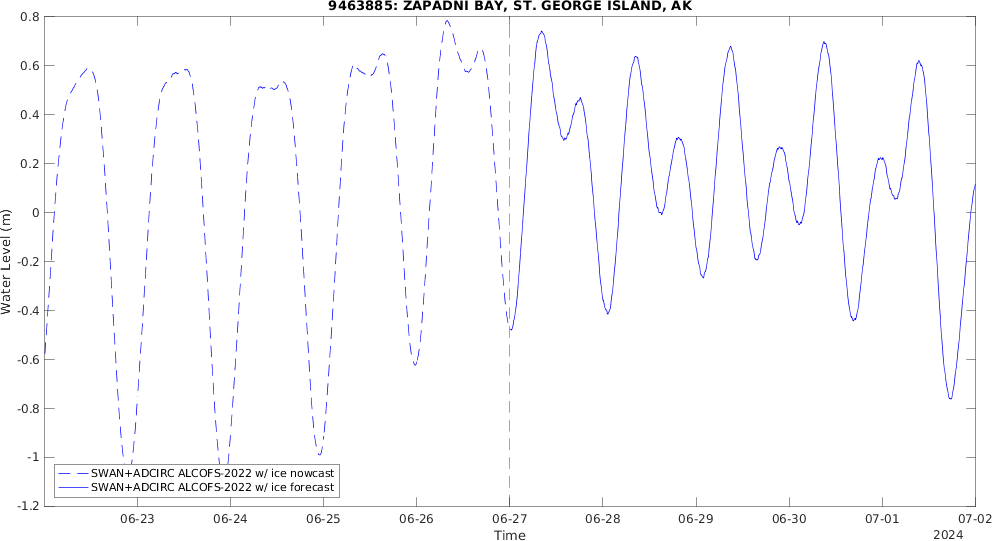 9463885: ZAPADNI BAY, ST. GEORGE ISLAND, AK
0.8
0.6
0.4
0.2
0
-0.2
-0.4
-0.6
-0.8
-1
-1.2
Water Level (m)
SWAN+ADCIRC ALCOFS-2022 w/ ice nowcast
SWAN+ADCIRC ALCOFS-2022 w/ ice forecast
06-23 06-24 06-25 06-26 06-27 06-28 06-29 06-30 07-01 07-02
Time
2024